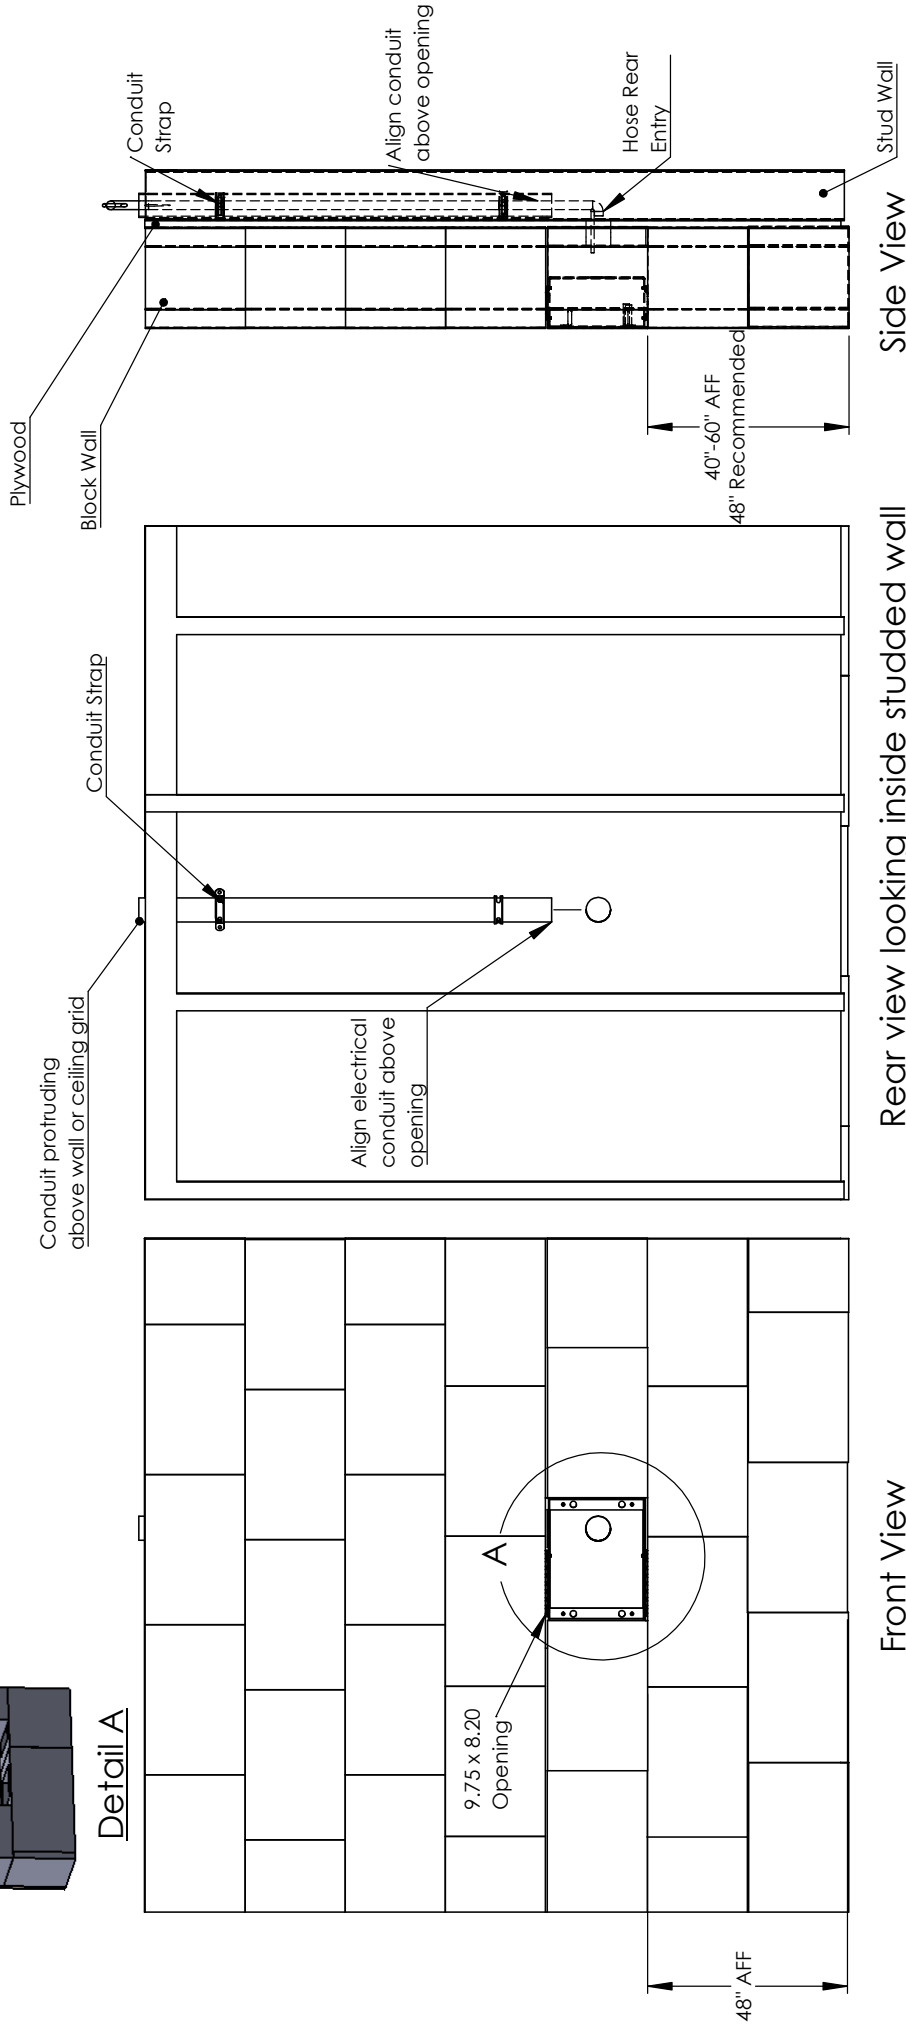 Detail A
9.75 x 8.20
Opening
A
48" AFF
Front View
Conduit protruding
above wall or ceiling grid
Conduit Strap
Align electrical
conduit above
opening
Rear view looking inside studded wall
Plywood
Block Wall
Conduit
Strap
Align conduit
above opening
Hose Rear
Entry
Stud Wall
40"-60" AFF
48" Recommended
Side View